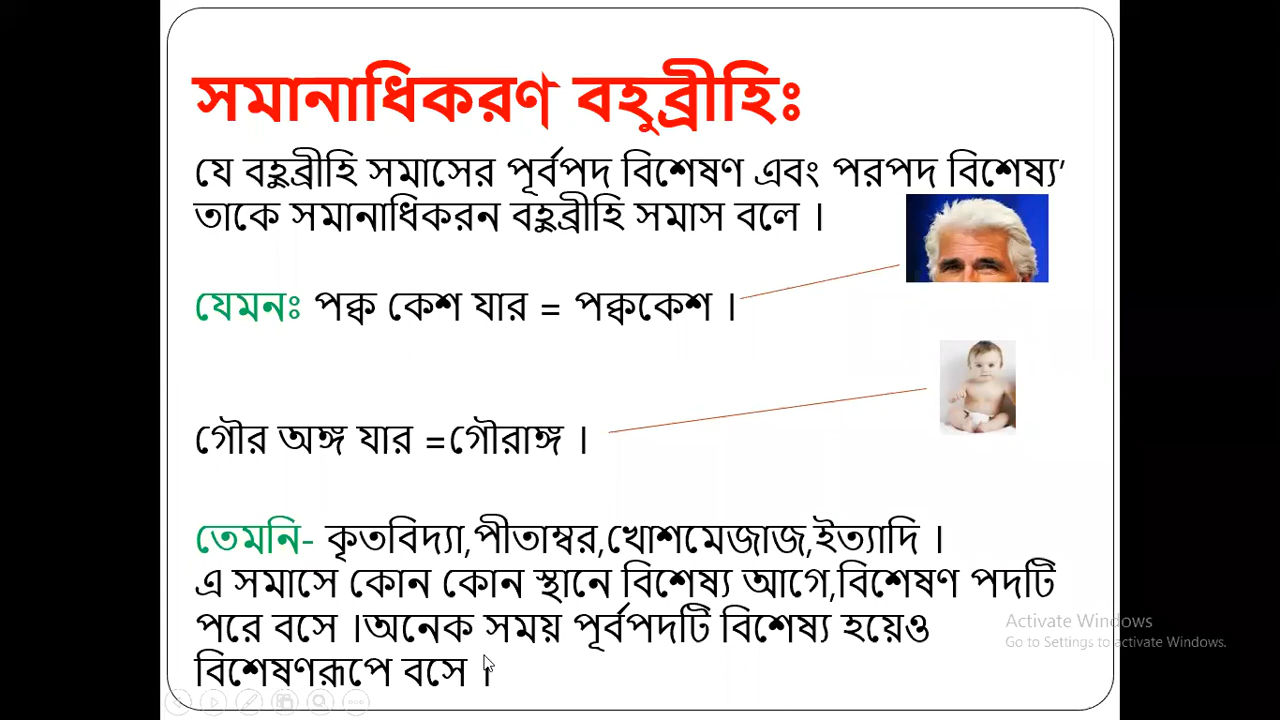 সমানাধিকরণ বহুব্রীহিঃ
যে বহুব্রীহি সমাসের পূর্বপদ বিশেষণ এবং পরপদ বিশেষ্য’
তাকে সমানাধিকরন বহুব্রীহি সমাস বলে ।
যেমনঃ পক্ব কেশ যার = পক্বকেশ ।
গৌর অঙ্গ যার =গৌরাঙ্গ ।
তেমনি- কৃতবিদ্যা,পীতাম্বর,খোশমেজাজ,ইত্যাদি ।
এ সমাসে কোন কোন স্থানে বিশেষ্য আগে,বিশেষণ পদটি
পরে বসে ।অনেক সময় পূর্বপদটি বিশেষ্য হয়েও
বিশেষণরূপে বসে ।
Activate Windows
Go to Settings to activate Windows.